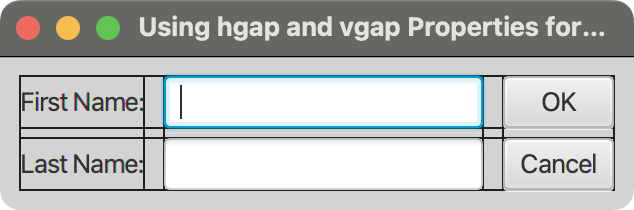 Using hgap and vgap Properties for...
First Name: OK
Last Name: Cancel